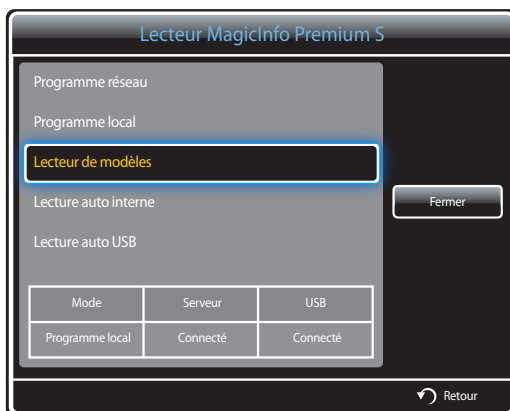 Lecteur MagicInfo Premium S
Programme réseau
Programme local
Lecteur de modèles
Lecture auto interne
Lecture auto USB
Fermer
Mode Serveur USB
Programme local Connecté Connecté
Retour